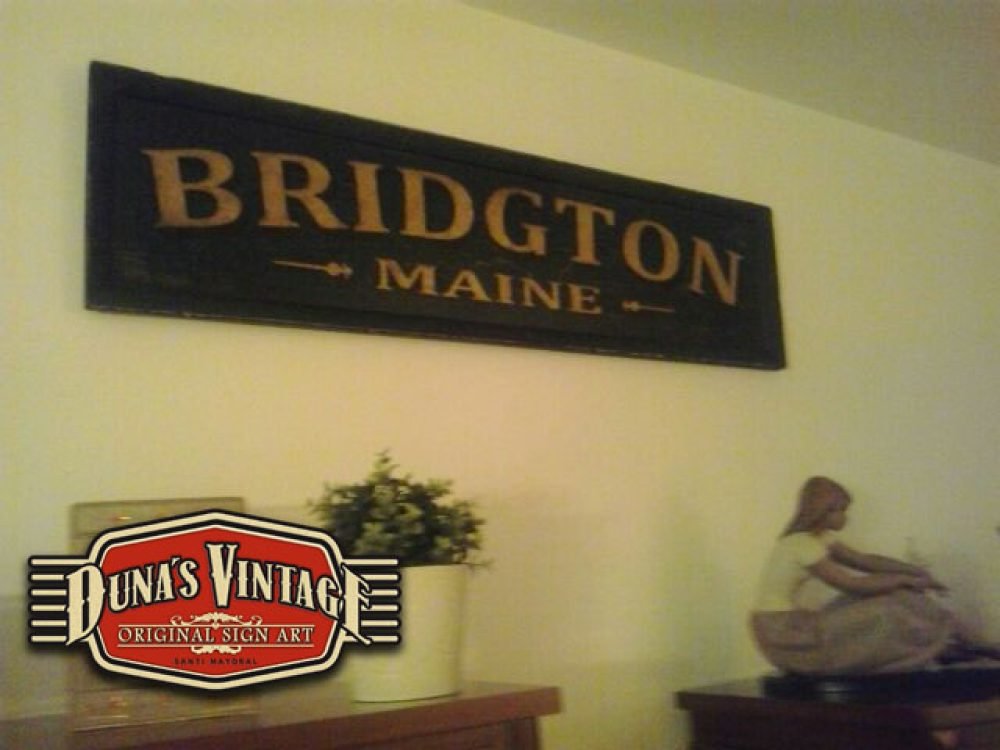 BRIDGTON
MAINE
DUNA´S VINTAGE
ORIGINAL SIGN ART
SANTI MAYORAL